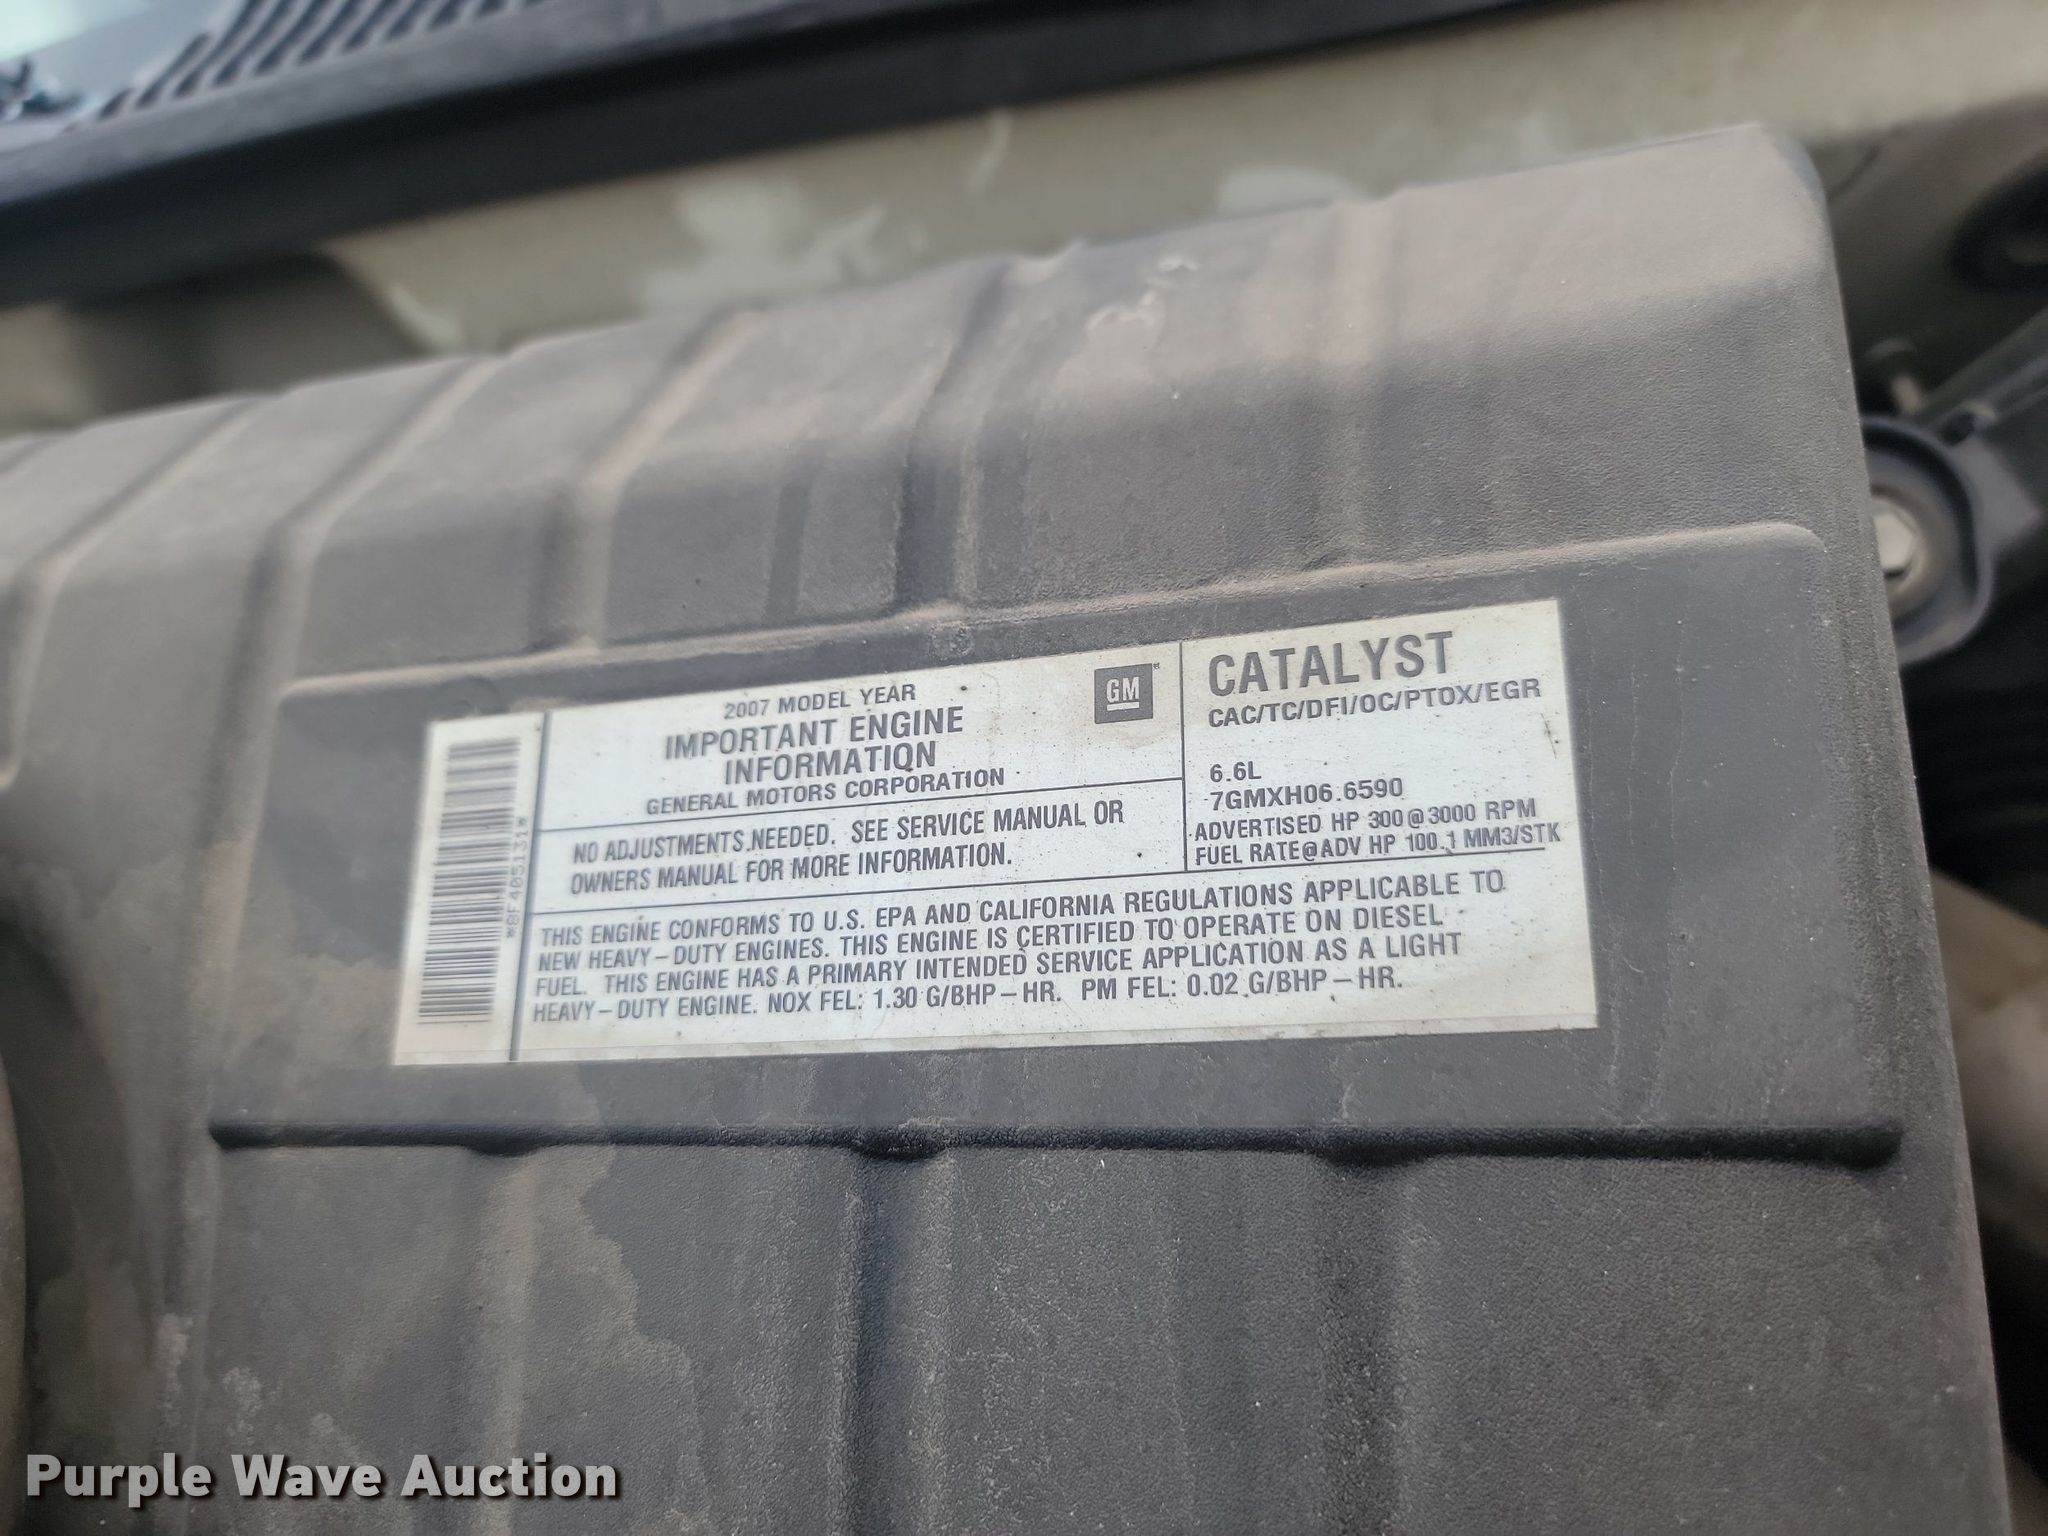 2007 MODEL YEAR
IMPORTANT ENGINE
INFORMATION
GENERAL MOTORS CORPORATION
GM
CATALYST
CAC/TC/DFI/OC/PTOX/EGR
6.6L
7GMXH06.6590
ADVERTISED HP 300@3000 RPM
FUEL RATE@ADV HP 100.1 MM3/STK
NO ADJUSTMENTS NEEDED. SEE SERVICE MANUAL OR
OWNERS MANUAL FOR MORE INFORMATION.
THIS ENGINE CONFORMS TO U.S. EPA AND CALIFORNIA REGULATIONS APPLICABLE TO
NEW HEAVY-DUTY ENGINES. THIS ENGINE IS CERTIFIED TO OPERATE ON DIESEL
FUEL. THIS ENGINE HAS A PRIMARY INTENDED SERVICE APPLICATION AS A LIGHT
HEAVY-DUTY ENGINE. NOX FEL: 1.30 G/BHP-HR. PM FEL: 0.02 G/BHP-HR.
*8F405131*
Purple Wave Auction